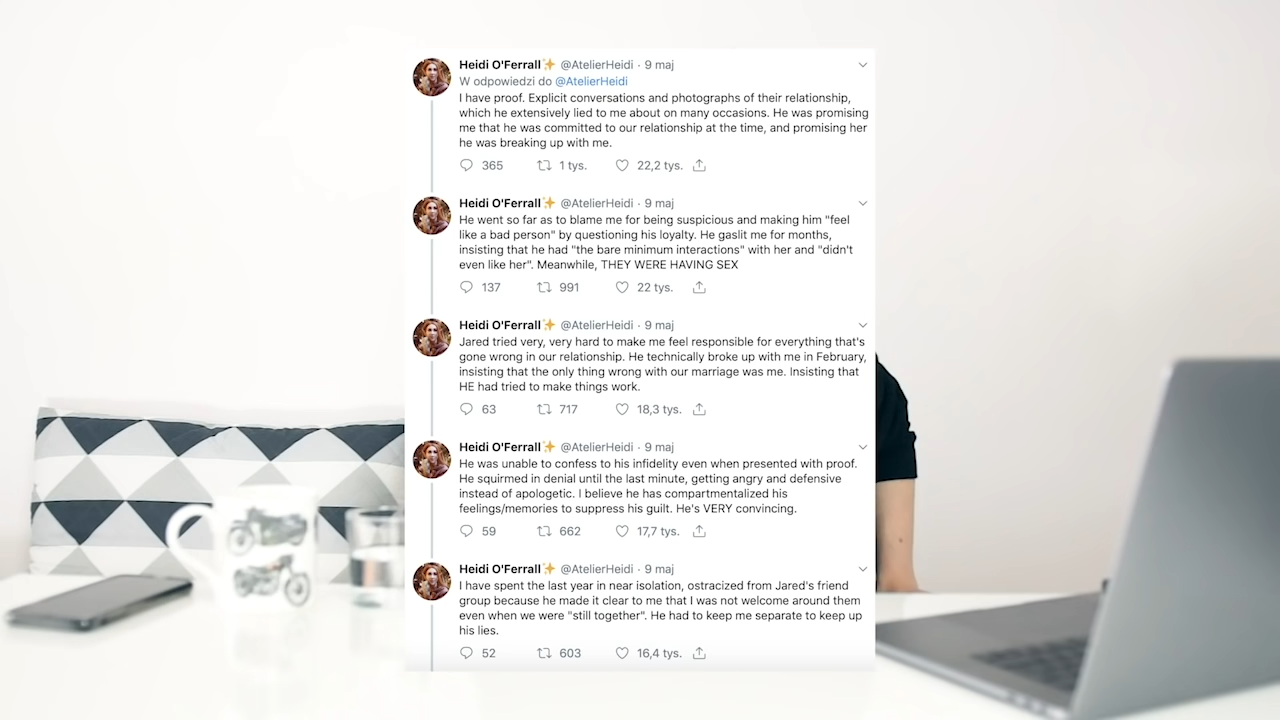 Heidi O'Ferrall✨ @AtelierHeidi · 9 maj
W odpowiedzi do @AtelierHeidi
I have proof. Explicit conversations and photographs of their relationship,
which he extensively lied to me about on many occasions. He was promising
me that he was committed to our relationship at the time, and promising her
he was breaking up with me.
365 1 tys. 22,2 tys.
Heidi O'Ferrall✨ @AtelierHeidi · 9 maj
He went so far as to blame me for being suspicious and making him "feel
like a bad person" by questioning his loyalty. He gaslit me for months,
insisting that he had "the bare minimum interactions" with her and "didn't
even like her". Meanwhile, THEY WERE HAVING SEX
137 991 22 tys.
Heidi O'Ferrall✨ @AtelierHeidi · 9 maj
Jared tried very, very hard to make me feel responsible for everything that's
gone wrong in our relationship. He technically broke up with me in February,
insisting that the only thing wrong with our marriage was me. Insisting that
HE had tried to make things work.
63 717 18,3 tys.
Heidi O'Ferrall✨ @AtelierHeidi · 9 maj
He was unable to confess to his infidelity even when presented with proof.
He squirmed in denial until the last minute, getting angry and defensive
instead of apologetic. I believe he has compartmentalized his
feelings/memories to suppress his guilt. He's VERY convincing.
59 662 17,7 tys.
Heidi O'Ferrall✨ @AtelierHeidi · 9 maj
I have spent the last year in near isolation, ostracized from Jared's friend
group because he made it clear to me that I was not welcome around them
even when we were "still together". He had to keep me separate to keep up
his lies.
52 603 16,4 tys.